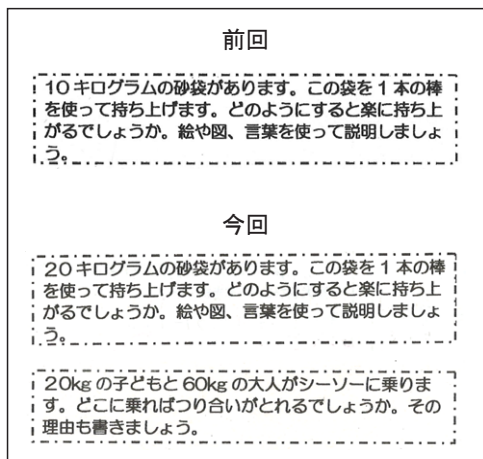 前回
10キログラムの砂袋があります。この袋を1本の棒
を使って持ち上げます。どのようにすると楽に持ち上
がるでしょうか。絵や図、言葉を使って説明しましょ
う。
今回
20キログラムの砂袋があります。この袋を1本の棒
を使って持ち上げます。どのようにすると楽に持ち上
がるでしょうか。絵や図、言葉を使って説明しましょ
う。
20kgの子どもと60kgの大人がシーソーに乗りま
す。どこに乗ればつり合いがとれるでしょうか。その
理由も書きましょう。